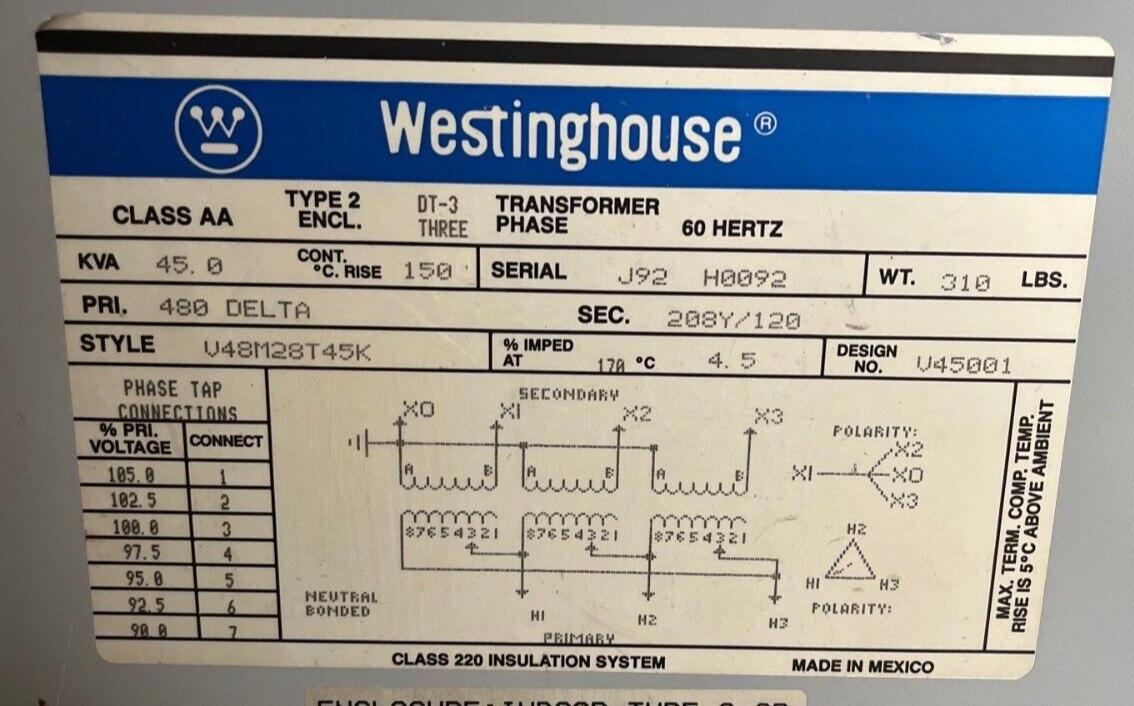 Westinghouse ®
CLASS AA TYPE 2 ENCL. DT-3 THREE TRANSFORMER PHASE 60 HERTZ
KVA 45.0 CONT. °C. RISE 150 SERIAL J92 H0092 WT. 310 LBS.
PRI. 480 DELTA SEC. 208Y/120
STYLE V48M28T45K % IMPED AT 170 °C 4.5 DESIGN NO. V45001
PHASE TAP
CONNECTIONS
% PRI. VOLTAGE CONNECT
105.0 1
102.5 2
100.0 3
97.5 4
95.0 5
92.5 6
90.0 7
SECONDARY
X0 X1 X2 X3
A B A B A B
87654321 87654321 87654321
NEUTRAL
BONDED
H1 H2 H3
PRIMARY
POLARITY:
X2
X1 X0
X3
H2
H1 H3
POLARITY:
MAX. TERM. COMP. TEMP.
RISE IS 5°C ABOVE AMBIENT
CLASS 220 INSULATION SYSTEM MADE IN MEXICO